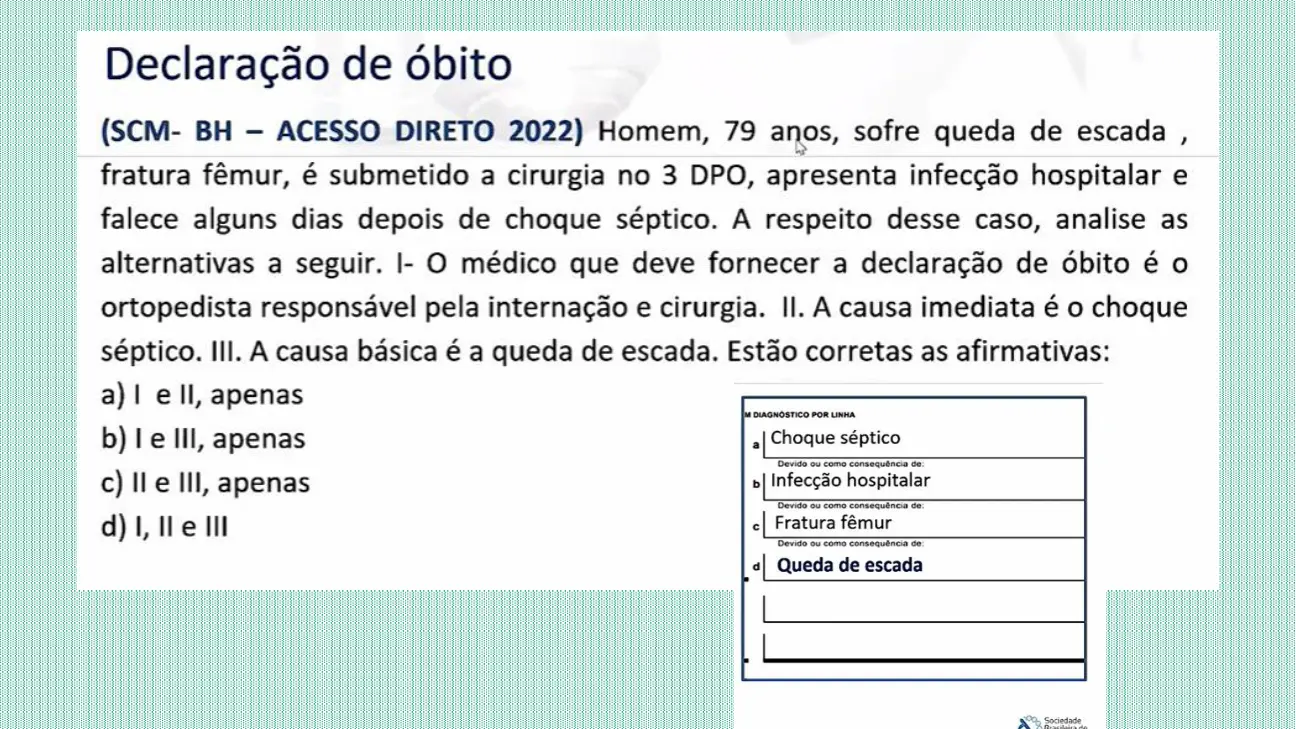 Declaração de óbito
(SCM- BH – ACESSO DIRETO 2022) Homem, 79 anos, sofre queda de escada ,
fratura fêmur, é submetido a cirurgia no 3 DPO, apresenta infecção hospitalar e
falece alguns dias depois de choque séptico. A respeito desse caso, analise as
alternativas a seguir. I- O médico que deve fornecer a declaração de óbito é o
ortopedista responsável pela internação e cirurgia. II. A causa imediata é o choque
séptico. III. A causa básica é a queda de escada. Estão corretas as afirmativas:
a) I e II, apenas
b) I e III, apenas
c) II e III, apenas
d) I, II e III
M DIAGNÓSTICO POR LINHA
a Choque séptico
Devido ou como consequência de:
b Infecção hospitalar
Devido ou como consequência de:
c Fratura fêmur
Devido ou como consequência de:
d Queda de escada
Sociedade
Brasileira de